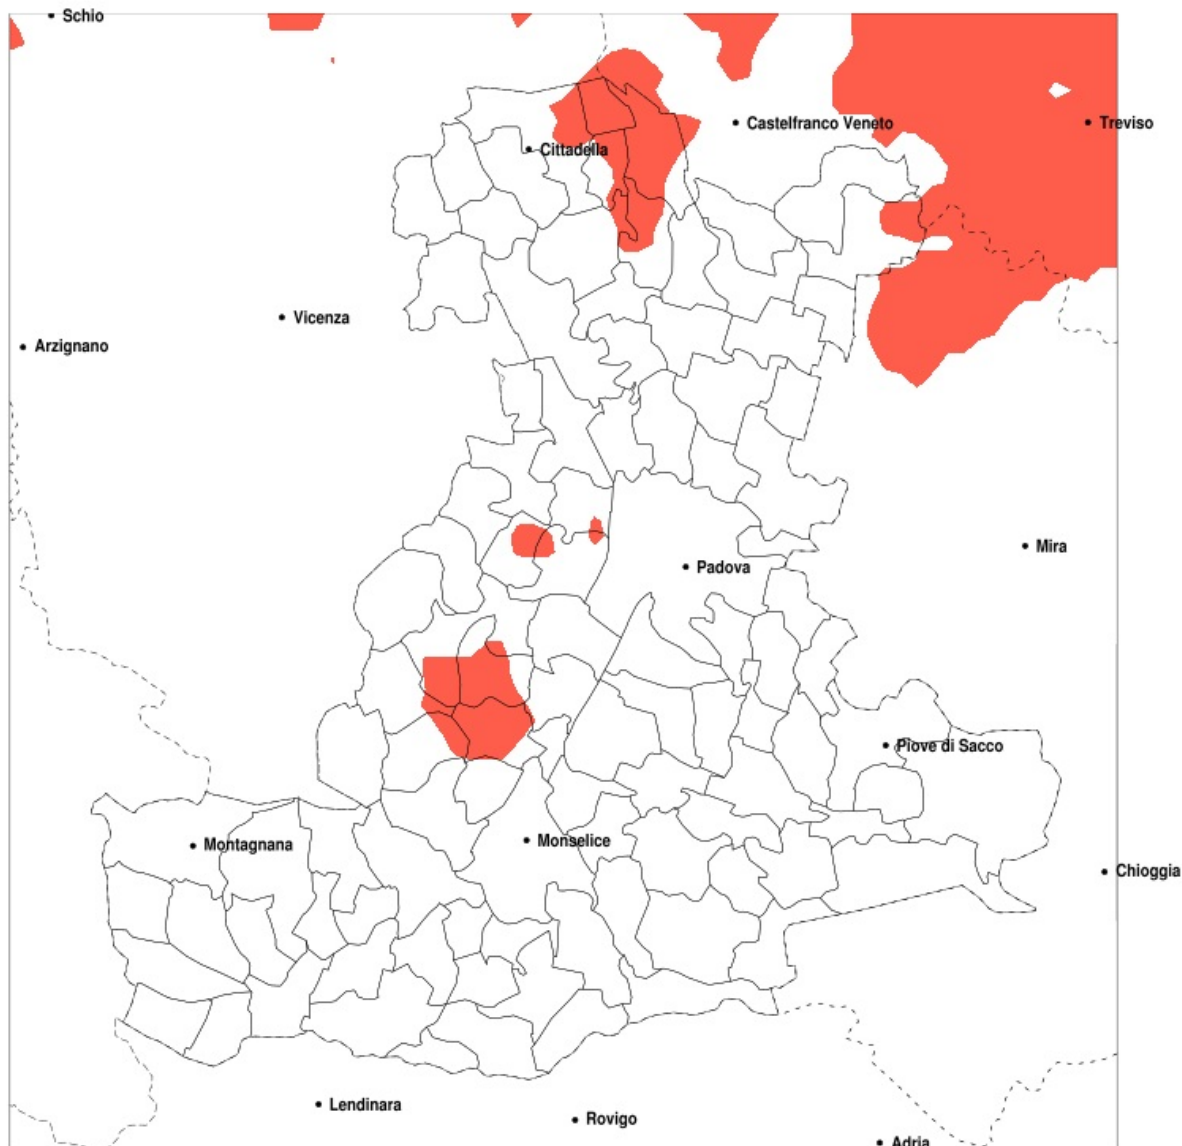 Schio
Castelfranco Veneto
Treviso
Cittadella
Vicenza
Arzignano
Mira
Padova
Piove di Sacco
Montagnana
Monselice
Chioggia
Lendinara
Rovigo
Adria